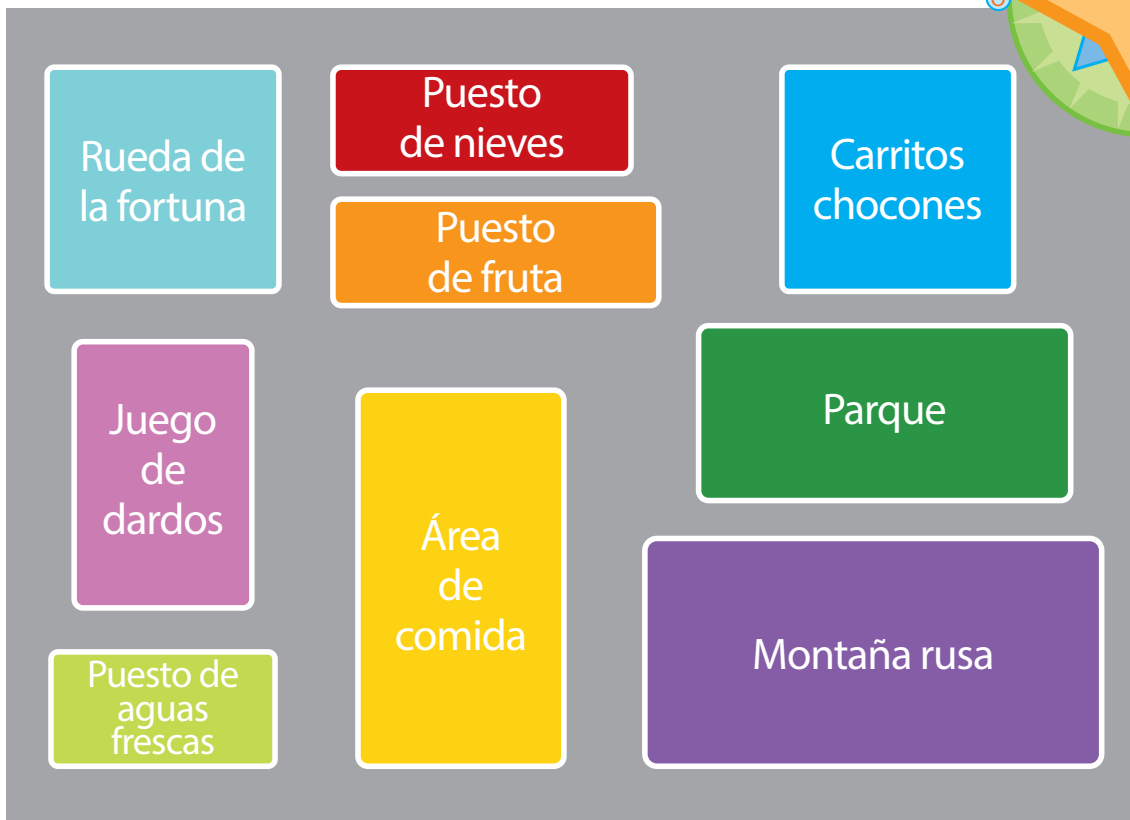 Rueda de
la fortuna
Puesto
de nieves
Puesto
de fruta
Carritos
chocones
Juego
de
dardos
Área
de
comida
Parque
Puesto de
aguas
frescas
Montaña rusa